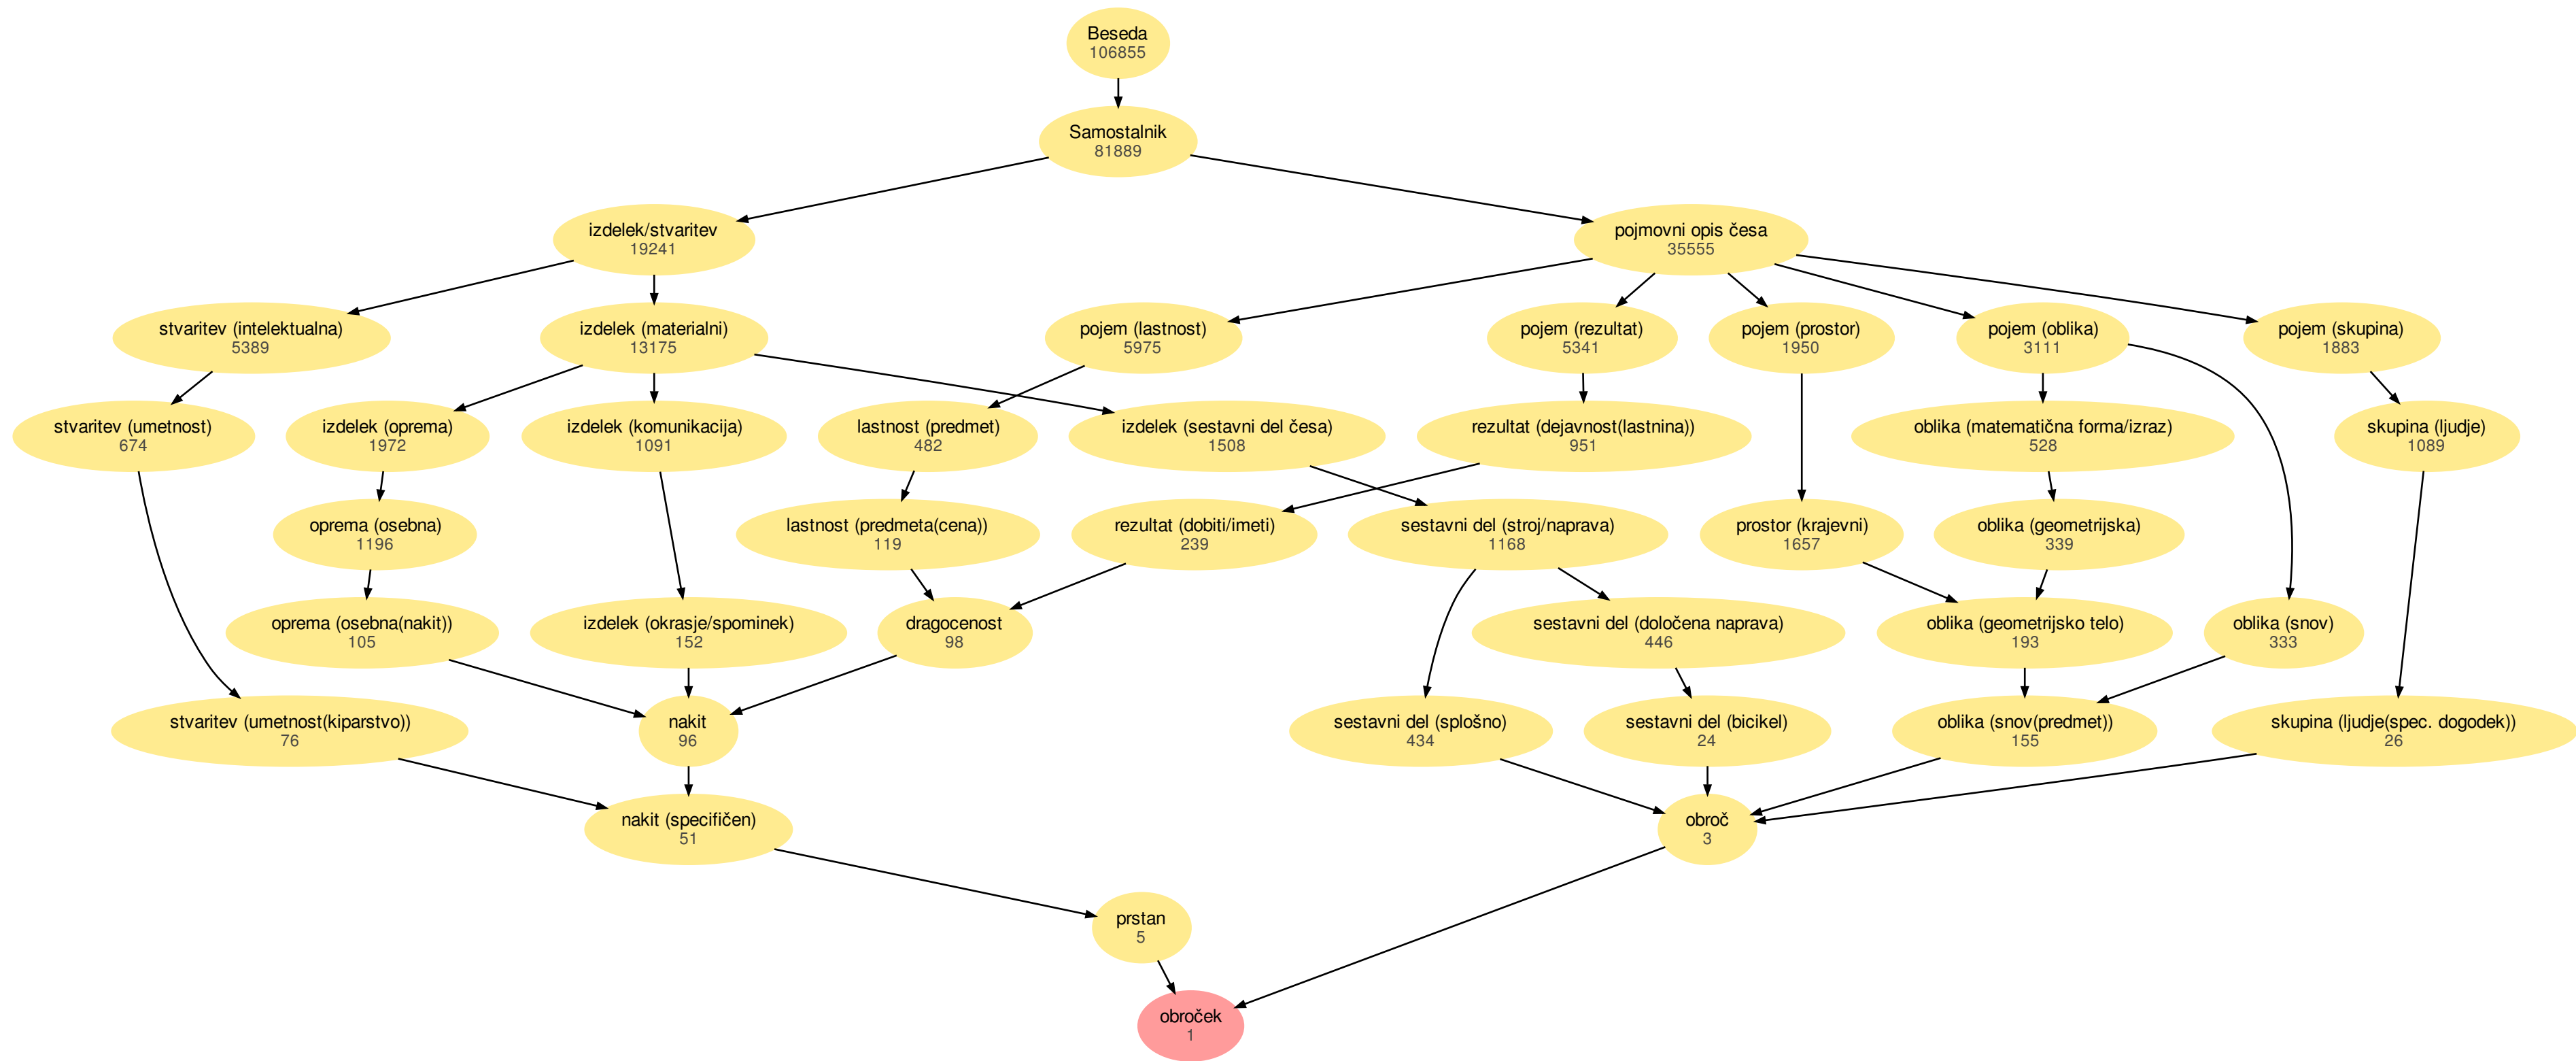 Beseda
106855
Samostalnik
81889
izdelek/stvaritev
19241
pojmovni opis česa
35555
stvaritev (intelektualna)
5389
izdelek (materialni)
13175
pojem (lastnost)
5975
pojem (rezultat)
5341
pojem (prostor)
1950
pojem (oblika)
3111
pojem (skupina)
1883
stvaritev (umetnost)
674
izdelek (oprema)
1972
izdelek (komunikacija)
1091
lastnost (predmet)
482
izdelek (sestavni del česa)
1508
rezultat (dejavnost(lastnina))
951
oblika (matematična forma/izraz)
528
skupina (ljudje)
1089
oprema (osebna)
1196
lastnost (predmeta(cena))
119
rezultat (dobiti/imeti)
239
sestavni del (stroj/naprava)
1168
prostor (krajevni)
1657
oblika (geometrijska)
339
oprema (osebna(nakit))
105
izdelek (okrasje/spominek)
152
dragocenost
98
sestavni del (določena naprava)
446
oblika (geometrijsko telo)
193
oblika (snov)
333
stvaritev (umetnost(kiparstvo))
76
nakit
96
sestavni del (splošno)
434
sestavni del (bicikel)
24
oblika (snov(predmet))
155
skupina (ljudje(spec. dogodek))
26
nakit (specifičen)
51
obroč
3
prstan
5
obroček
1